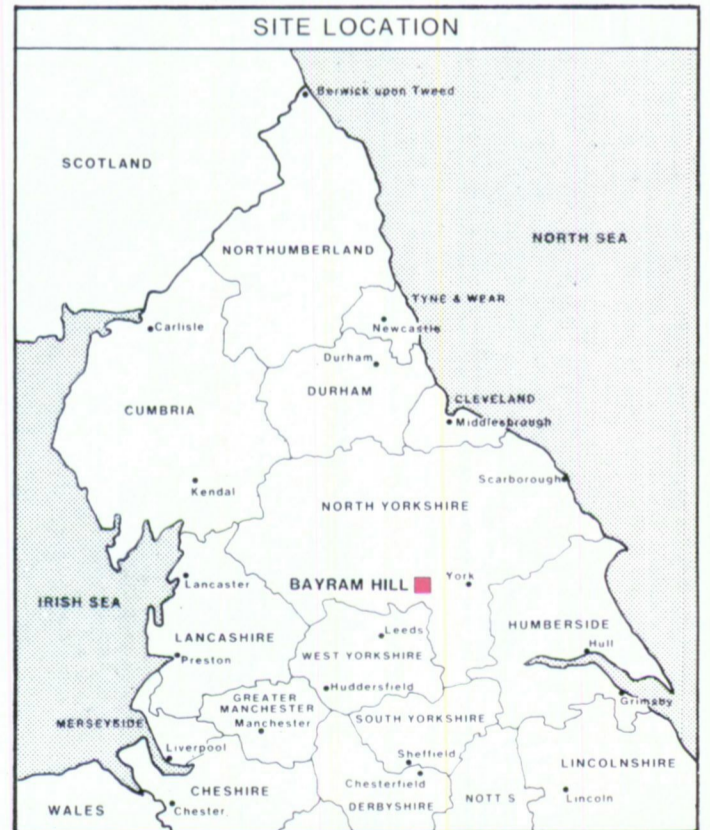 SITE LOCATION
Berwick upon Tweed
SCOTLAND
NORTH SEA
NORTHUMBERLAND
TYNE & WEAR
Newcastle
Carlisle
Durham
DURHAM
CUMBRIA
CLEVELAND
Middlesbrough
Scarborough
Kendal
NORTH YORKSHIRE
York
Lancaster
BAYRAM HILL
IRISH SEA
HUMBERSIDE
Leeds
LANCASHIRE
Hull
WEST YORKSHIRE
Preston
Huddersfield
Grimsby
GREATER
MANCHESTER
Manchester
SOUTH YORKSHIRE
MERSEYSIDE
Liverpool
Sheffield
LINCOLNSHIRE
Chesterfield
CHESHIRE
NOTT S
Lincoln
DERBYSHIRE
WALES
Chester